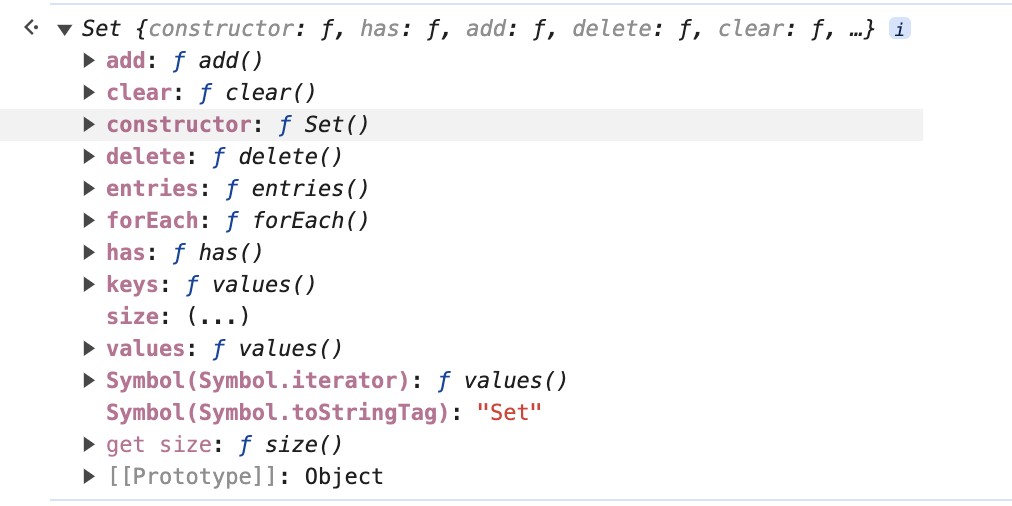 Set {constructor: ƒ, has: ƒ, add: ƒ, delete: ƒ, clear: ƒ, …} i
add: ƒ add()
clear: ƒ clear()
constructor: ƒ Set()
delete: ƒ delete()
entries: ƒ entries()
forEach: ƒ forEach()
has: ƒ has()
keys: ƒ values()
size: (...)
values: ƒ values()
Symbol(Symbol.iterator): ƒ values()
Symbol(Symbol.toStringTag): "Set"
get size: ƒ size()
[[Prototype]]: Object